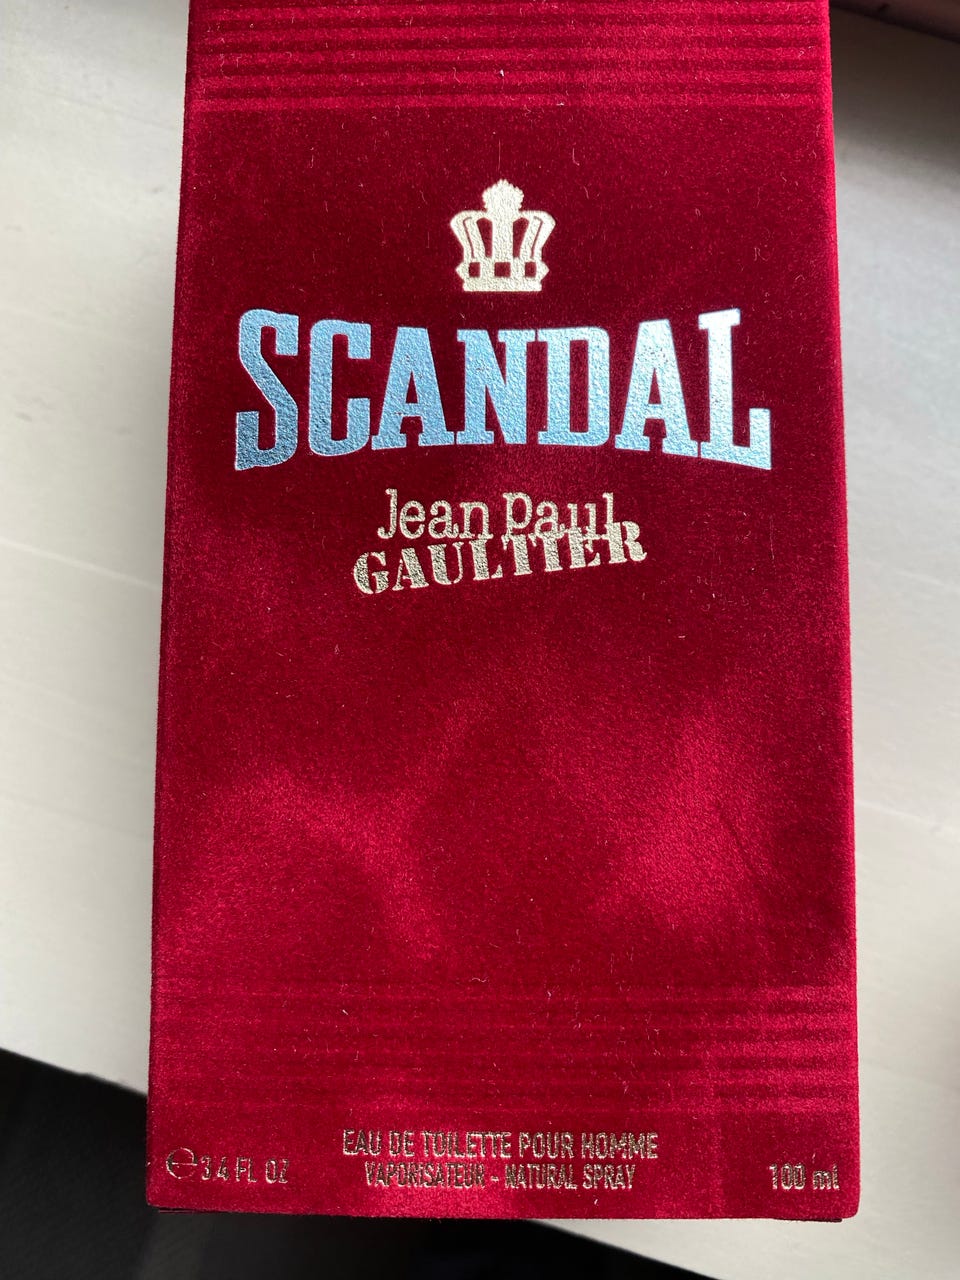 SCANDAL
Jean Paul
GAULTIER
EAU DE TOILETTE POUR HOMME
VAPORISATEUR - NATURAL SPRAY
℮ 3.4 FL OZ
100 ml